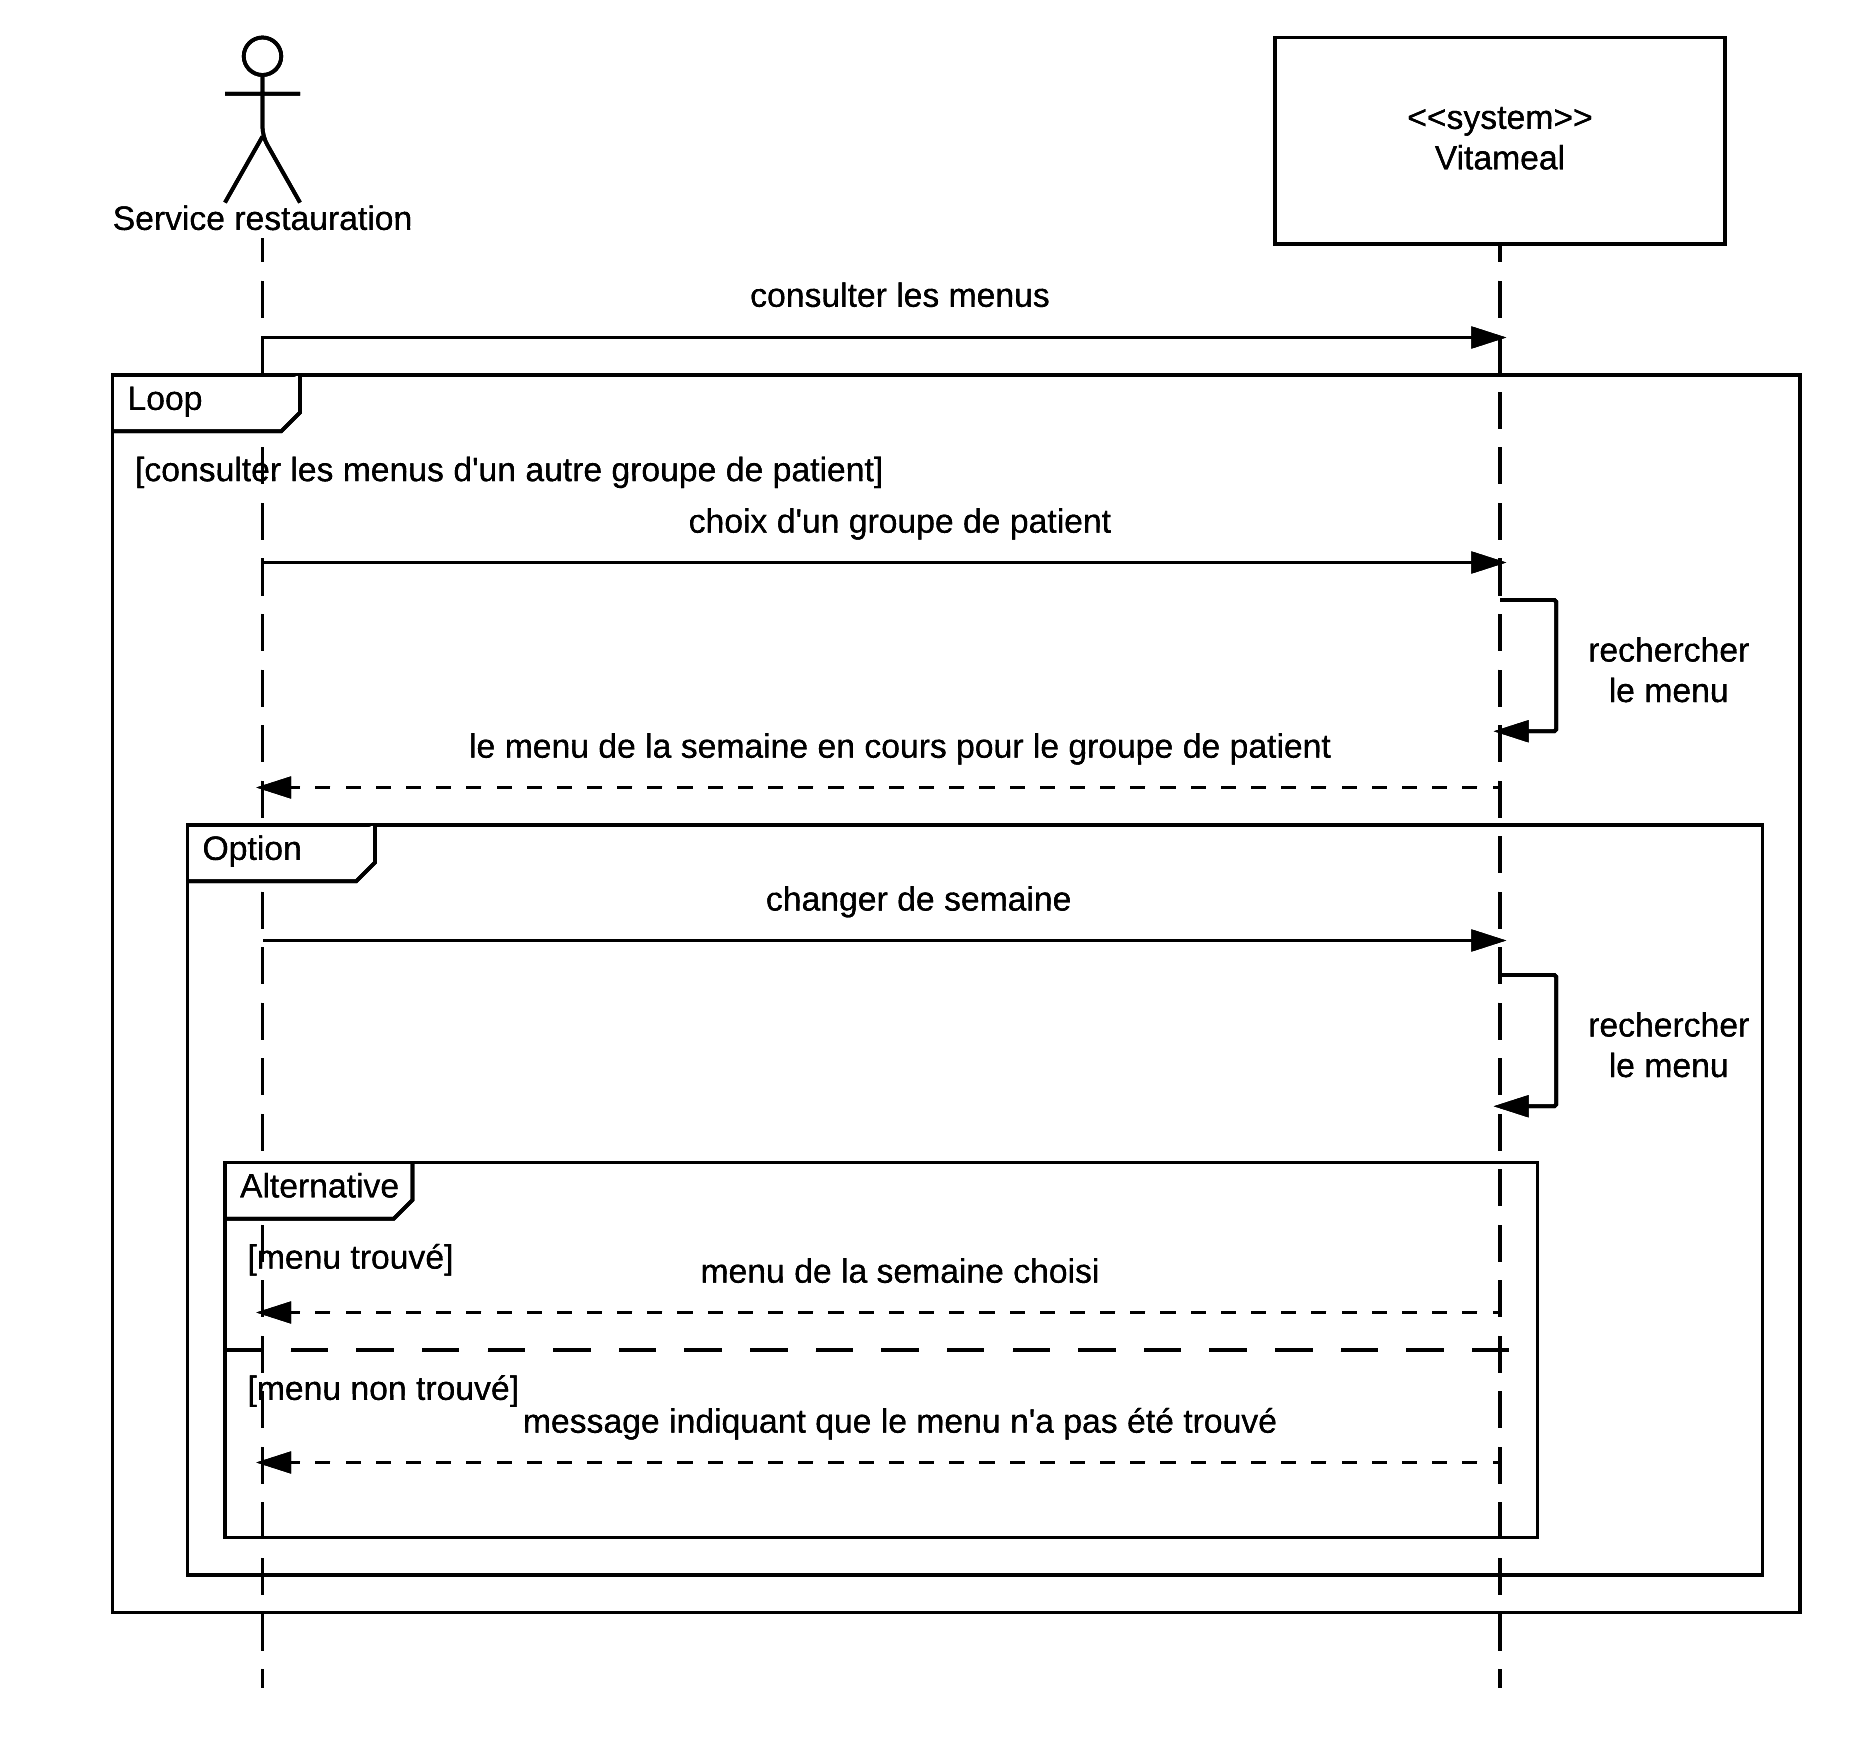 <<system>>
Vitameal
Service restauration
consulter les menus
Loop
[consulter les menus d'un autre groupe de patient]
choix d'un groupe de patient
rechercher
le menu
le menu de la semaine en cours pour le groupe de patient
Option
changer de semaine
rechercher
le menu
Alternative
[menu trouvé]
menu de la semaine choisi
[menu non trouvé]
message indiquant que le menu n'a pas été trouvé